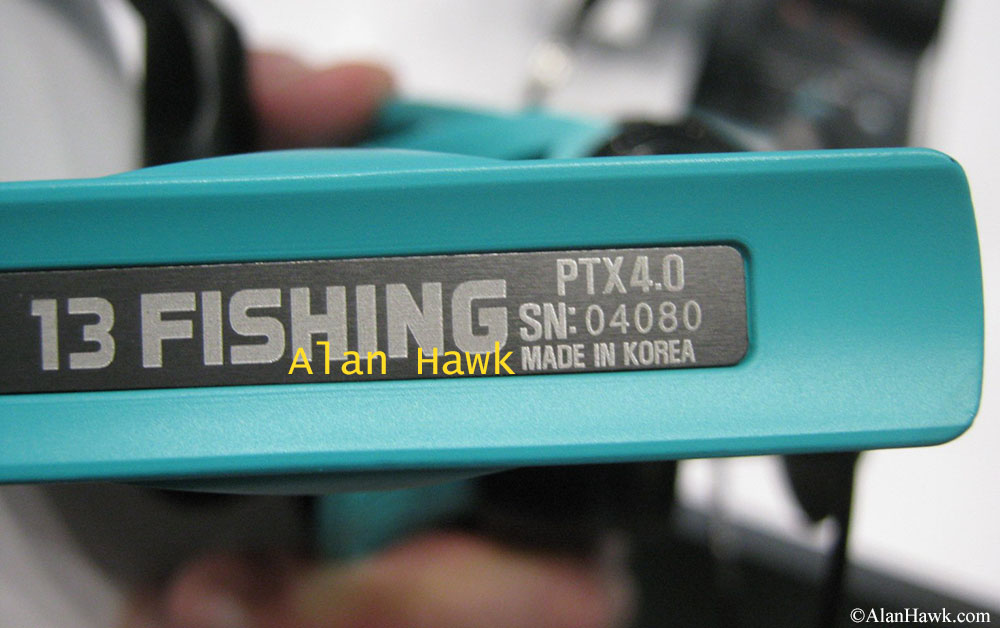 13 FISHING
PTX4.0
SN: 04080
MADE IN KOREA
Alan Hawk
©AlanHawk.com